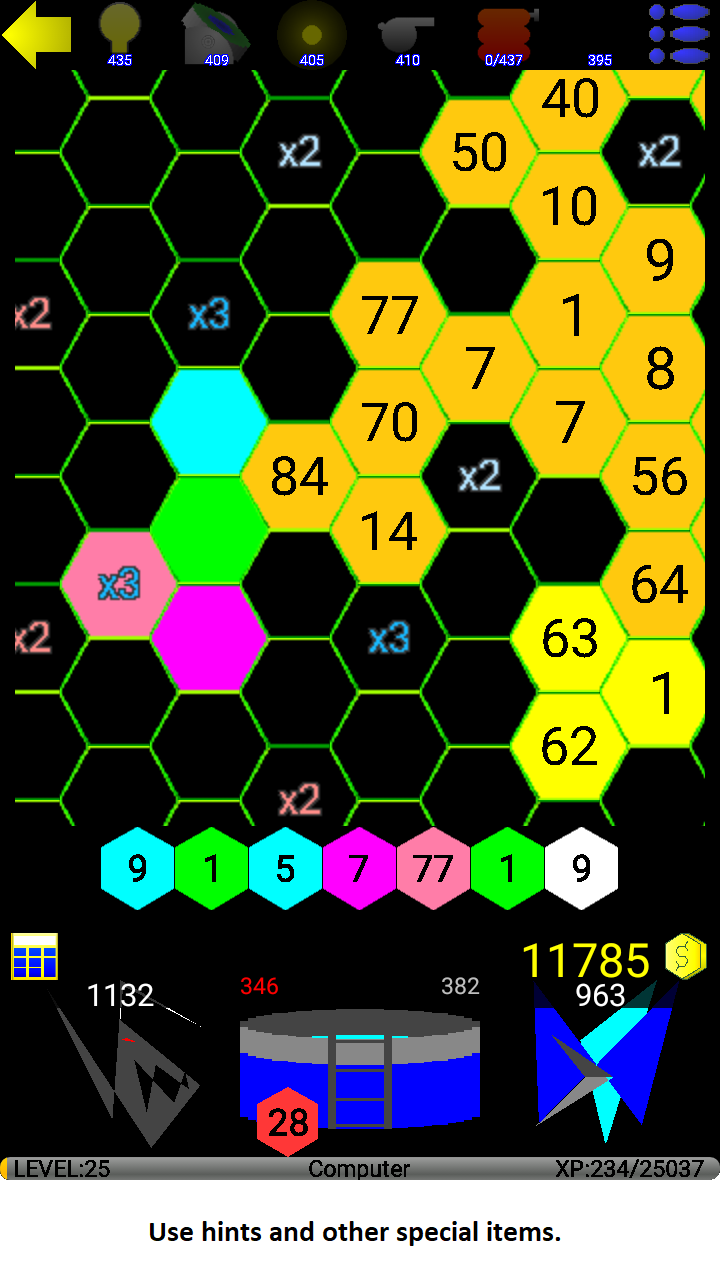 435 409 405 410 0/437 395
40
x2 50 x2
10
9
x2 x3 77 1
7 8
70 7
84 x2 56
14
x3 64
x2 x3 63
1
62
x2
9 1 5 7 77 1 9
11785 $
1132 346 382 963
28
LEVEL:25 Computer XP:234/25037
Use hints and other special items.